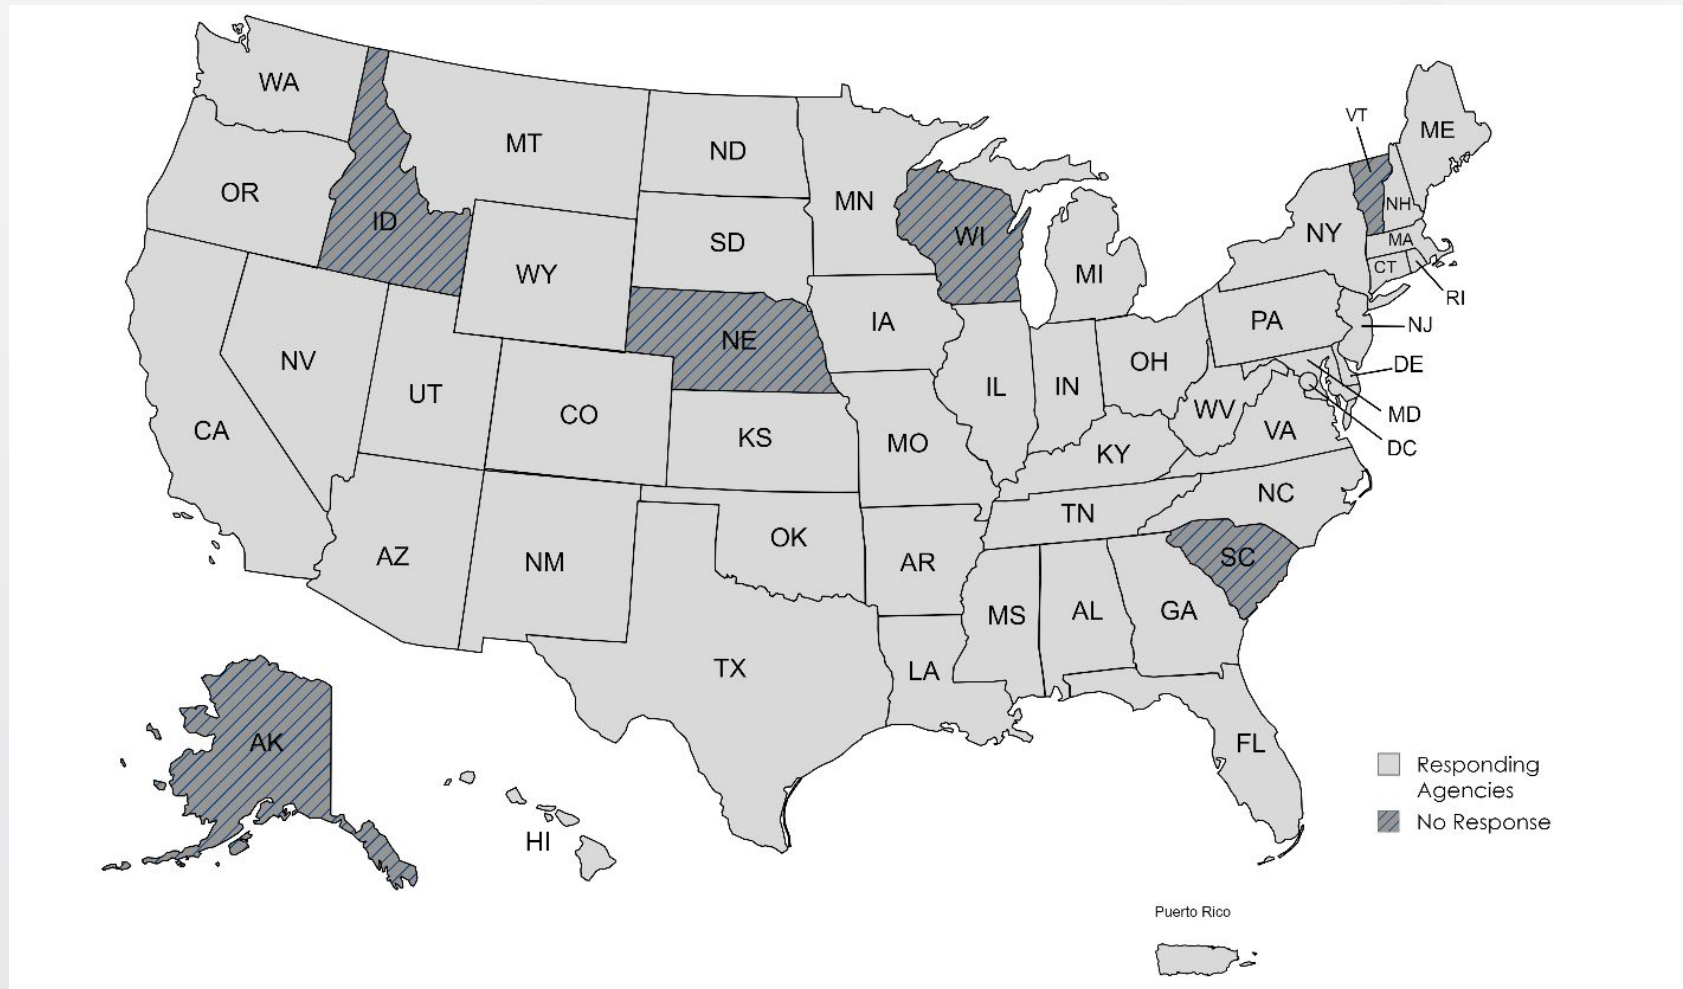 WA
MT
ND
MN
OR
ID
SD
WI
WY
MI
NE
IA
NV
UT
CO
CA
KS
MO
IL
IN
OH
PA
NY
VT
ME
NH
MA
CT
RI
NJ
DE
MD
DC
WV
VA
KY
NC
TN
AZ
NM
OK
AR
SC
MS
AL
GA
LA
TX
FL
AK
HI
Responding
Agencies
No Response
Puerto Rico